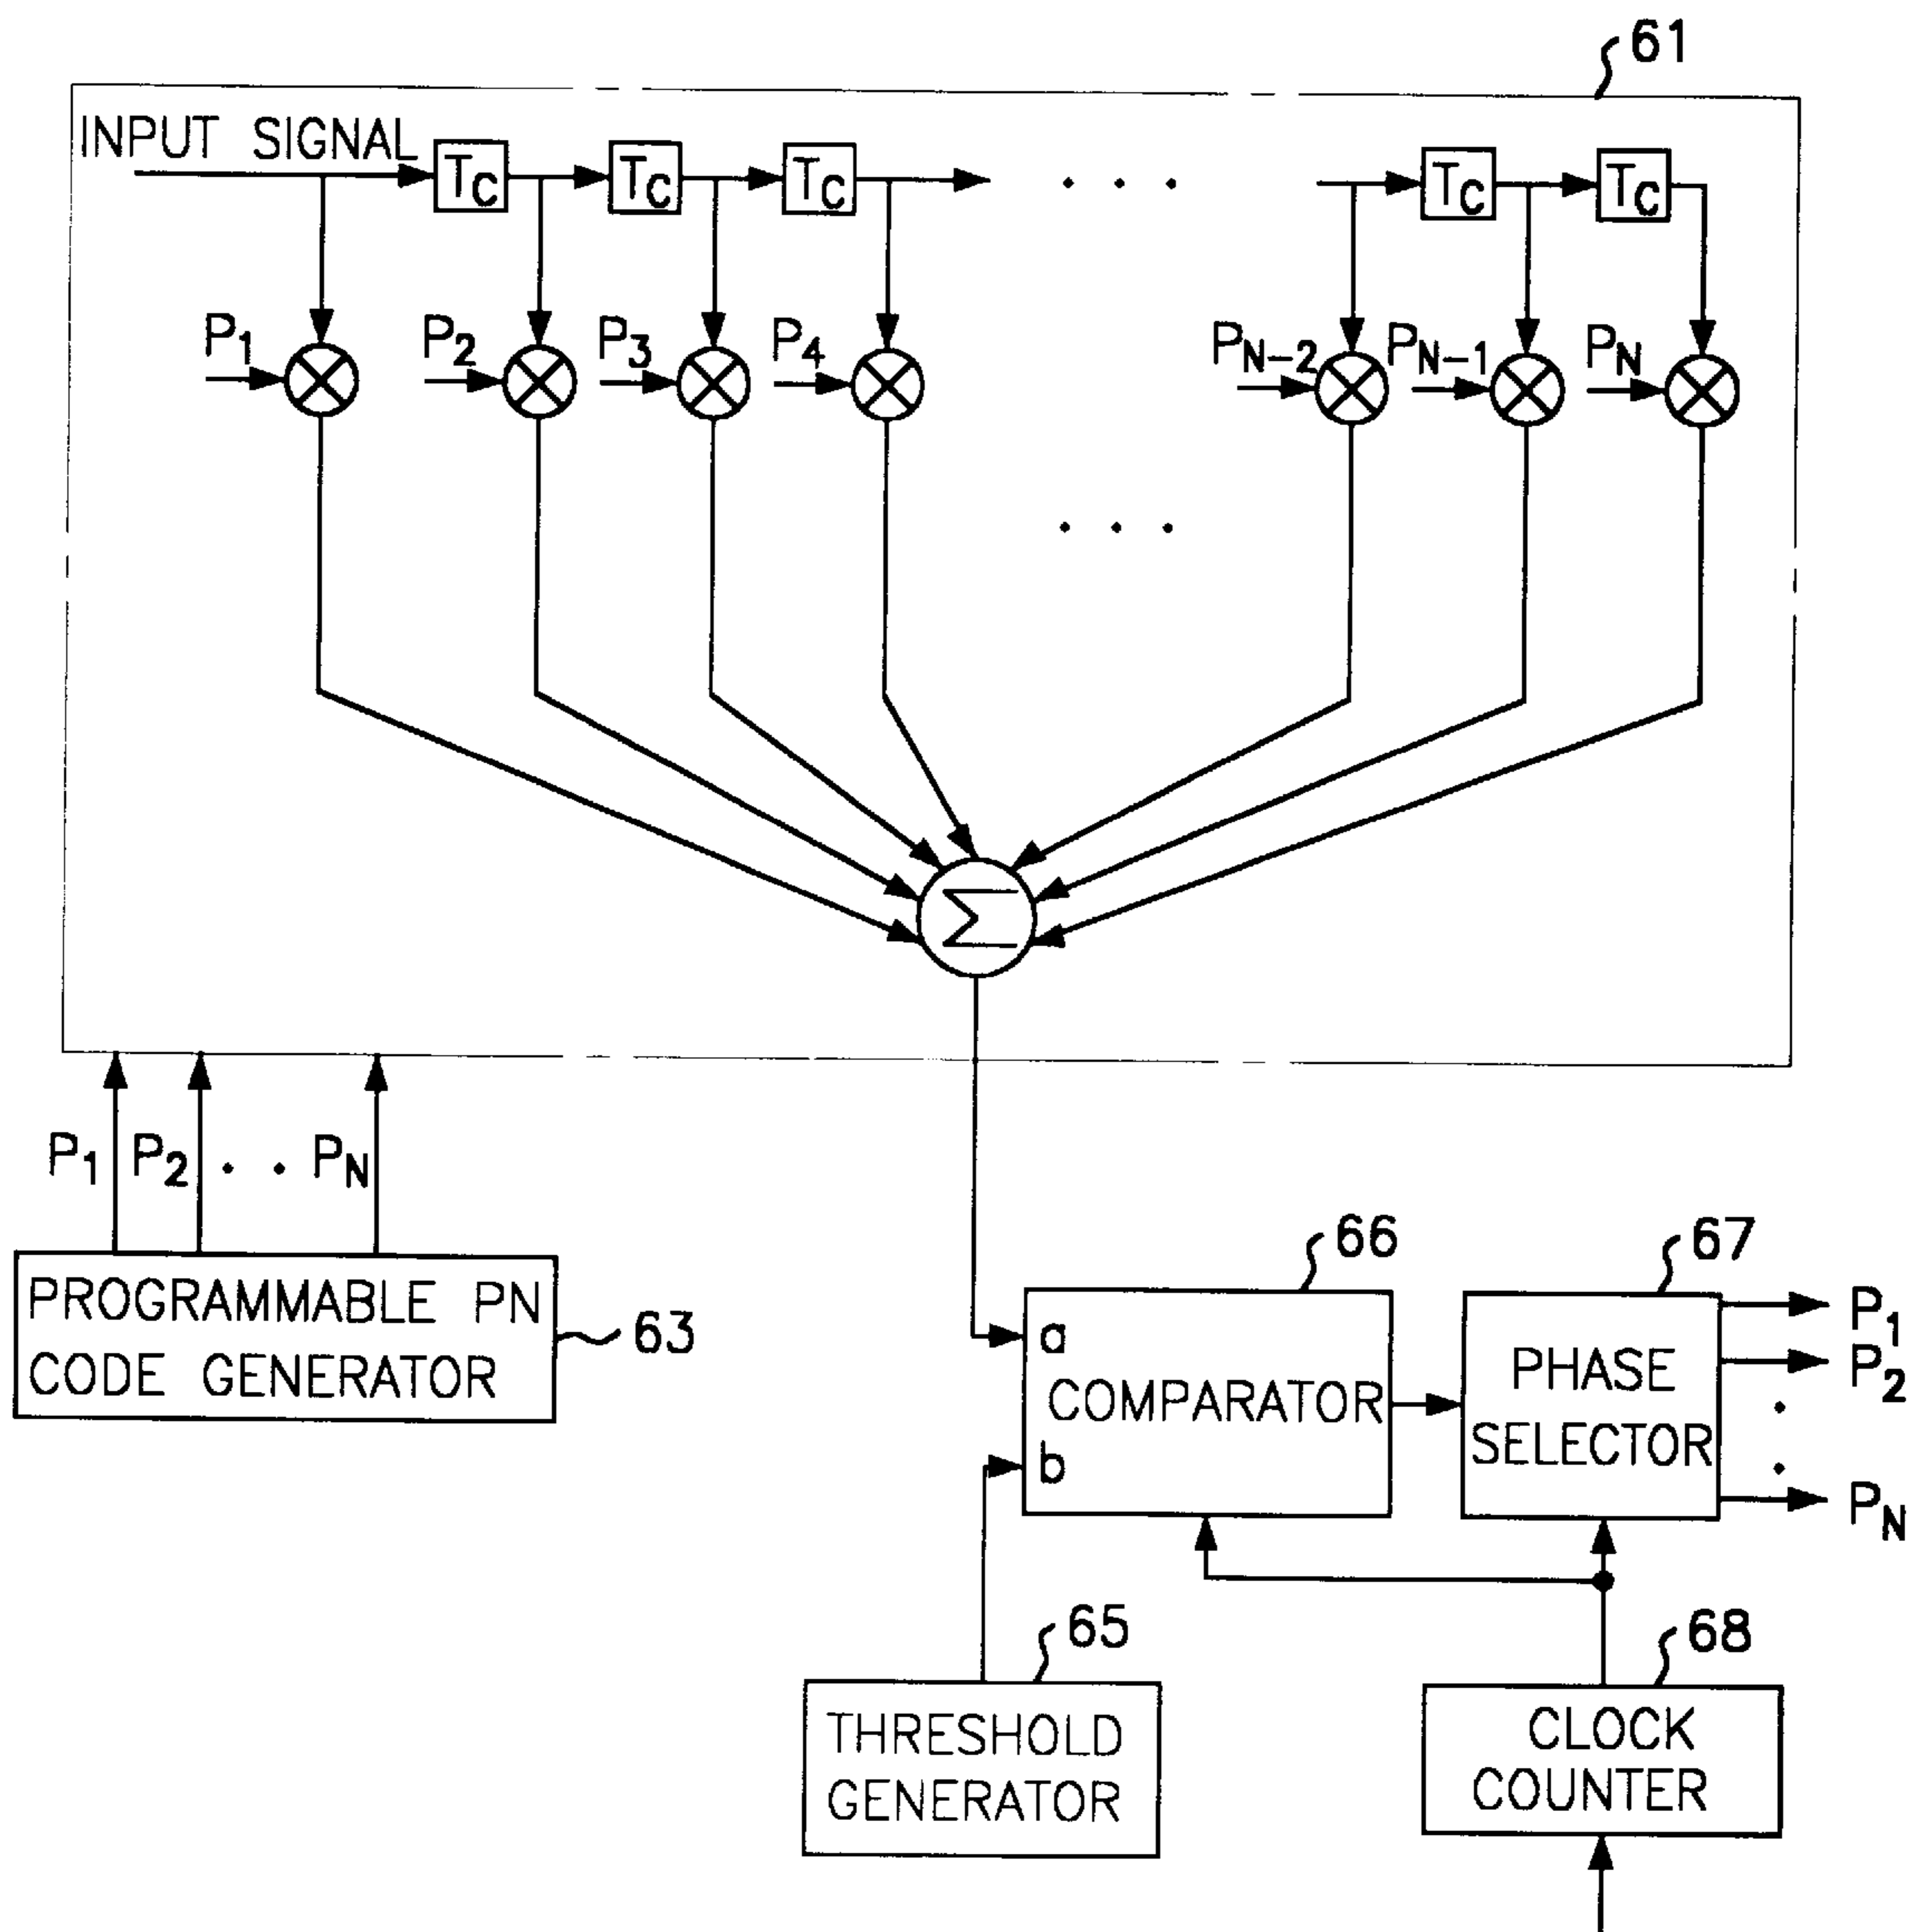 61
INPUT SIGNAL
TC TC TC . . . TC TC
P1 P2 P3 P4 PN-2 PN-1 PN
. . .
Σ
P1 P2 . . PN
PROGRAMMABLE PN
CODE GENERATOR
63
66
67
a
COMPARATOR
b
PHASE
SELECTOR
P1
P2
.
.
PN
65
THRESHOLD
GENERATOR
68
CLOCK
COUNTER